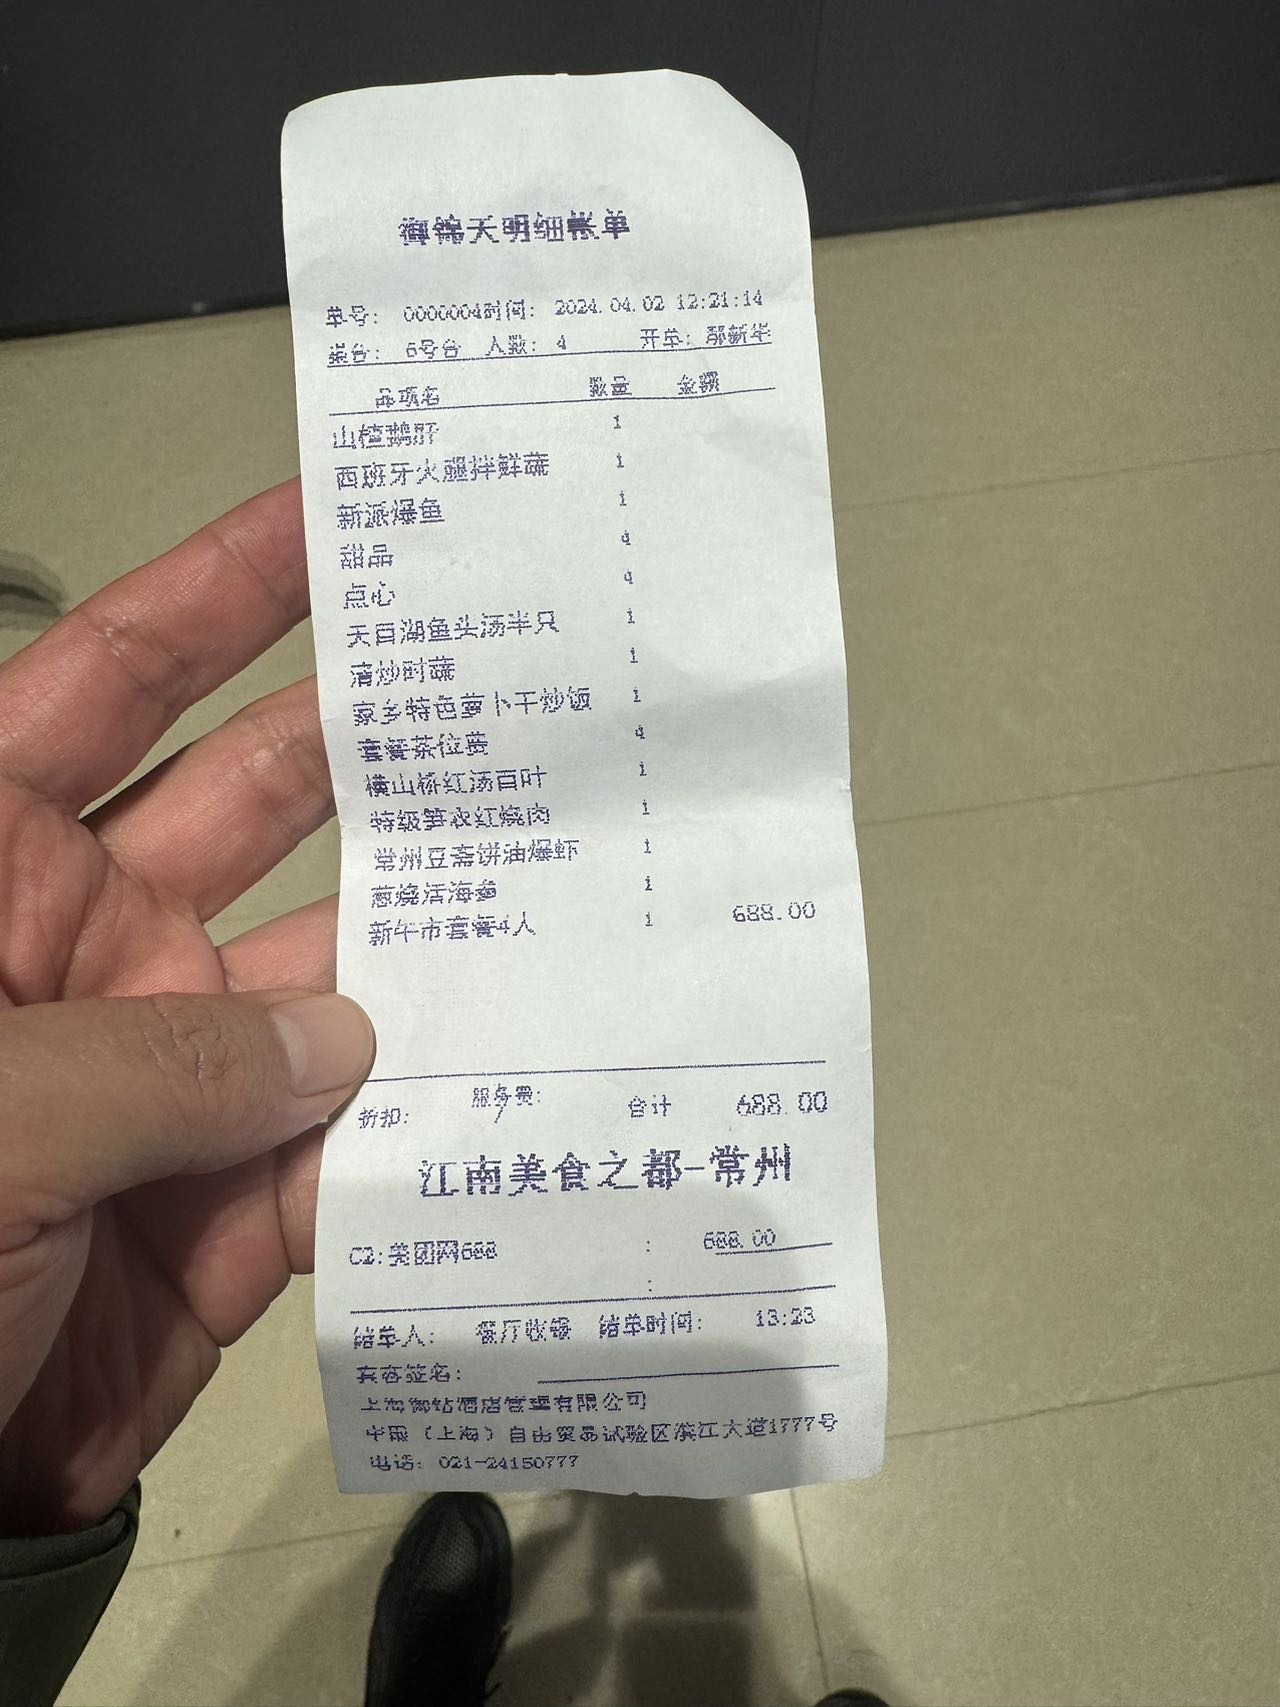 御锦天明细帐单
单号: 0000004时间: 2024.04.02 12:21:14
餐台: 6号台 人数: 4 开单: 邵新华
品项名 数量 金额
山楂鹅肝 1
西班牙火腿拌鲜蔬 1
新派爆鱼 1
甜品 4
点心 4
天目湖鱼头汤半只 1
清炒时蔬 1
家乡特色萝卜干炒饭 1
套餐茶位费 4
横山桥红汤百叶 1
特级笋衣红烧肉 1
常州豆斋饼油爆虾 1
葱烧活海参 1
新午市套餐4人 1 688.00
折扣: 服务费: 合计 688.00
江南美食之都-常州
C2:美团网688 : 688.00
:
结单人: 餐厅收银 结单时间: 13:23
宾客签名:
上海御锦酒店管理有限公司
中国（上海）自由贸易试验区滨江大道1777号
电话: 021-24150777